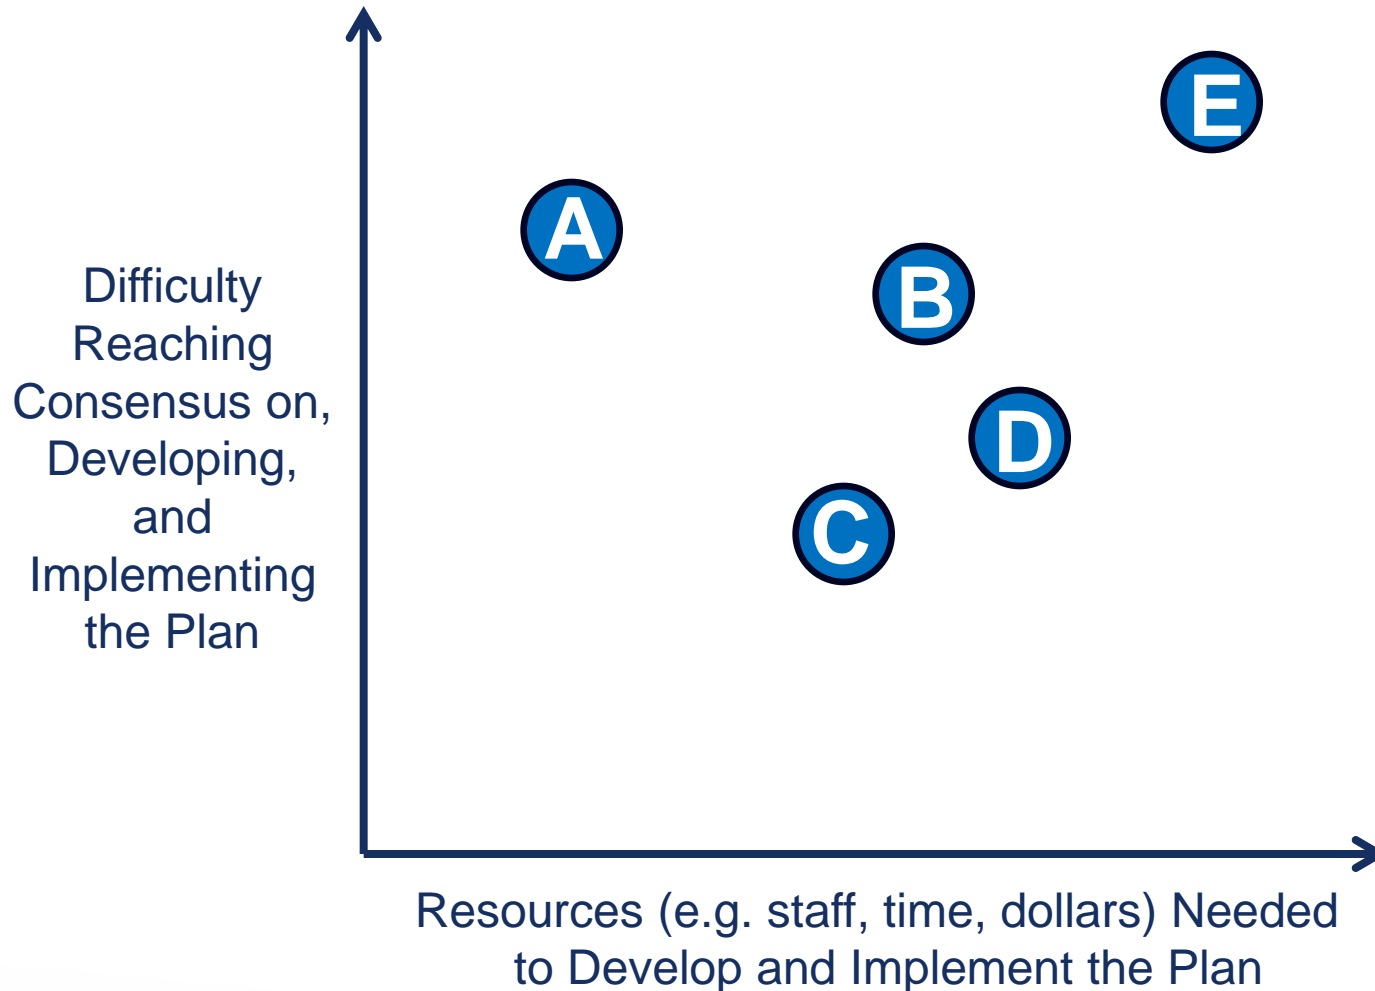 E
A
B
D
C
Difficulty
Reaching
Consensus on,
Developing,
and
Implementing
the Plan
Resources (e.g. staff, time, dollars) Needed
to Develop and Implement the Plan